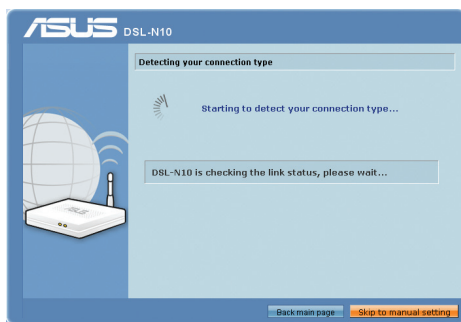 ASUS DSL-N10
Detecting your connection type
Starting to detect your connection type...
DSL-N10 is checking the link status, please wait...
ASUS
Back main page Skip to manual setting